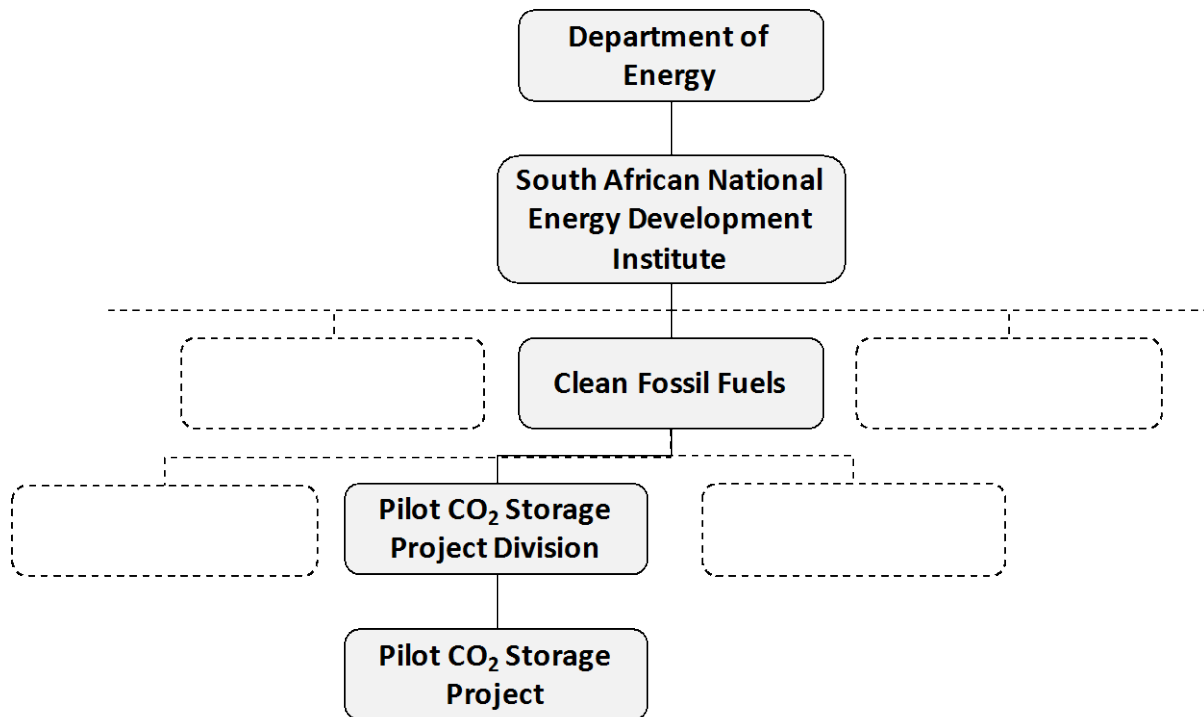 Department of
Energy
South African National
Energy Development
Institute
Clean Fossil Fuels
Pilot CO₂ Storage
Project Division
Pilot CO₂ Storage
Project